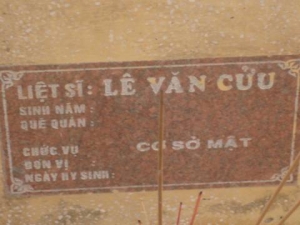 LIỆT SĨ: LÊ VĂN CỬU
SINH NĂM :
QUÊ QUÁN :
CHỨC VỤ : CƠ SỞ MẬT
ĐƠN VỊ :
NGÀY HY SINH :